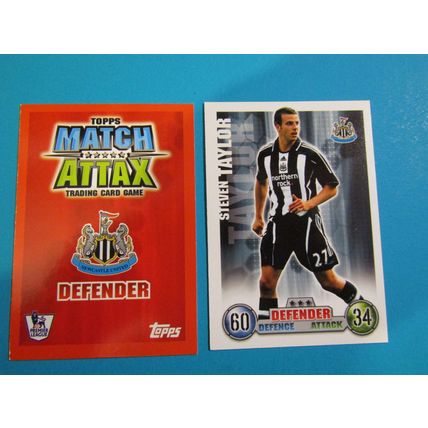 TOPPS
MATCH
ATTAX
TRADING CARD GAME
NEWCASTLE UNITED
DEFENDER
Topps
STEVEN TAYLOR
TAYLOR
northern
rock
27
60
DEFENDER
DEFENCE
ATTACK
34